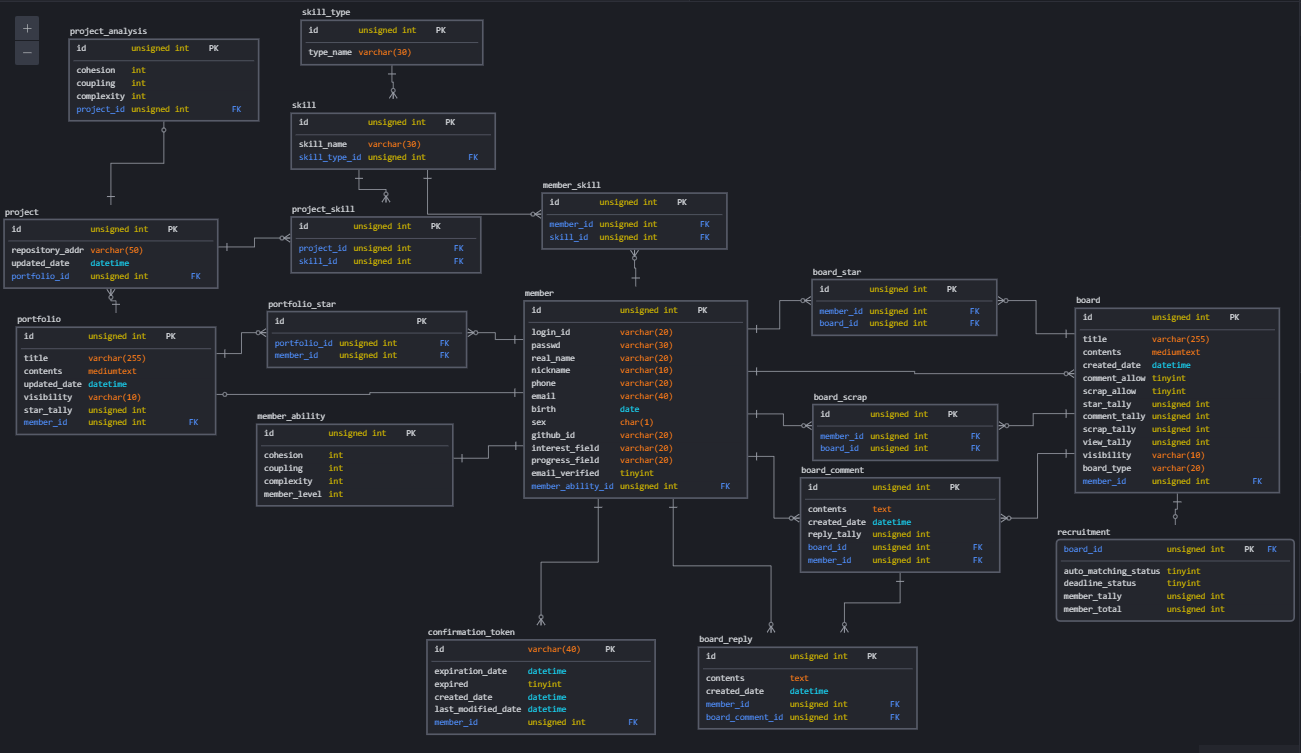 +
−
project_analysis
id unsigned int PK
cohesion int
coupling int
complexity int
project_id unsigned int FK
skill_type
id unsigned int PK
type_name varchar(30)
skill
id unsigned int PK
skill_name varchar(30)
skill_type_id unsigned int FK
member_skill
id unsigned int PK
member_id unsigned int FK
skill_id unsigned int FK
project
id unsigned int PK
repository_addr varchar(50)
updated_date datetime
portfolio_id unsigned int FK
project_skill
id unsigned int PK
project_id unsigned int FK
skill_id unsigned int FK
portfolio
id unsigned int PK
title varchar(255)
contents mediumtext
updated_date datetime
visibility varchar(10)
star_tally unsigned int
member_id unsigned int FK
portfolio_star
id PK
portfolio_id unsigned int FK
member_id unsigned int FK
member_ability
id unsigned int PK
cohesion int
coupling int
complexity int
member_level int
member
id unsigned int PK
login_id varchar(20)
passwd varchar(30)
real_name varchar(20)
nickname varchar(10)
phone varchar(20)
email varchar(40)
birth date
sex char(1)
github_id varchar(20)
interest_field varchar(20)
progress_field varchar(20)
email_verified tinyint
member_ability_id unsigned int FK
board_star
id unsigned int PK
member_id unsigned int FK
board_id unsigned int FK
board
id unsigned int PK
title varchar(255)
contents mediumtext
created_date datetime
comment_allow tinyint
scrap_allow tinyint
star_tally unsigned int
comment_tally unsigned int
scrap_tally unsigned int
view_tally unsigned int
visibility varchar(10)
board_type varchar(20)
member_id unsigned int FK
board_scrap
id unsigned int PK
member_id unsigned int FK
board_id unsigned int FK
board_comment
id unsigned int PK
contents text
created_date datetime
reply_tally unsigned int
board_id unsigned int FK
member_id unsigned int FK
recruitment
board_id unsigned int PK FK
auto_matching_status tinyint
deadline_status tinyint
member_tally unsigned int
member_total unsigned int
confirmation_token
id varchar(40) PK
expiration_date datetime
expired tinyint
created_date datetime
last_modified_date datetime
member_id unsigned int FK
board_reply
id unsigned int PK
contents text
created_date datetime
member_id unsigned int FK
board_comment_id unsigned int FK